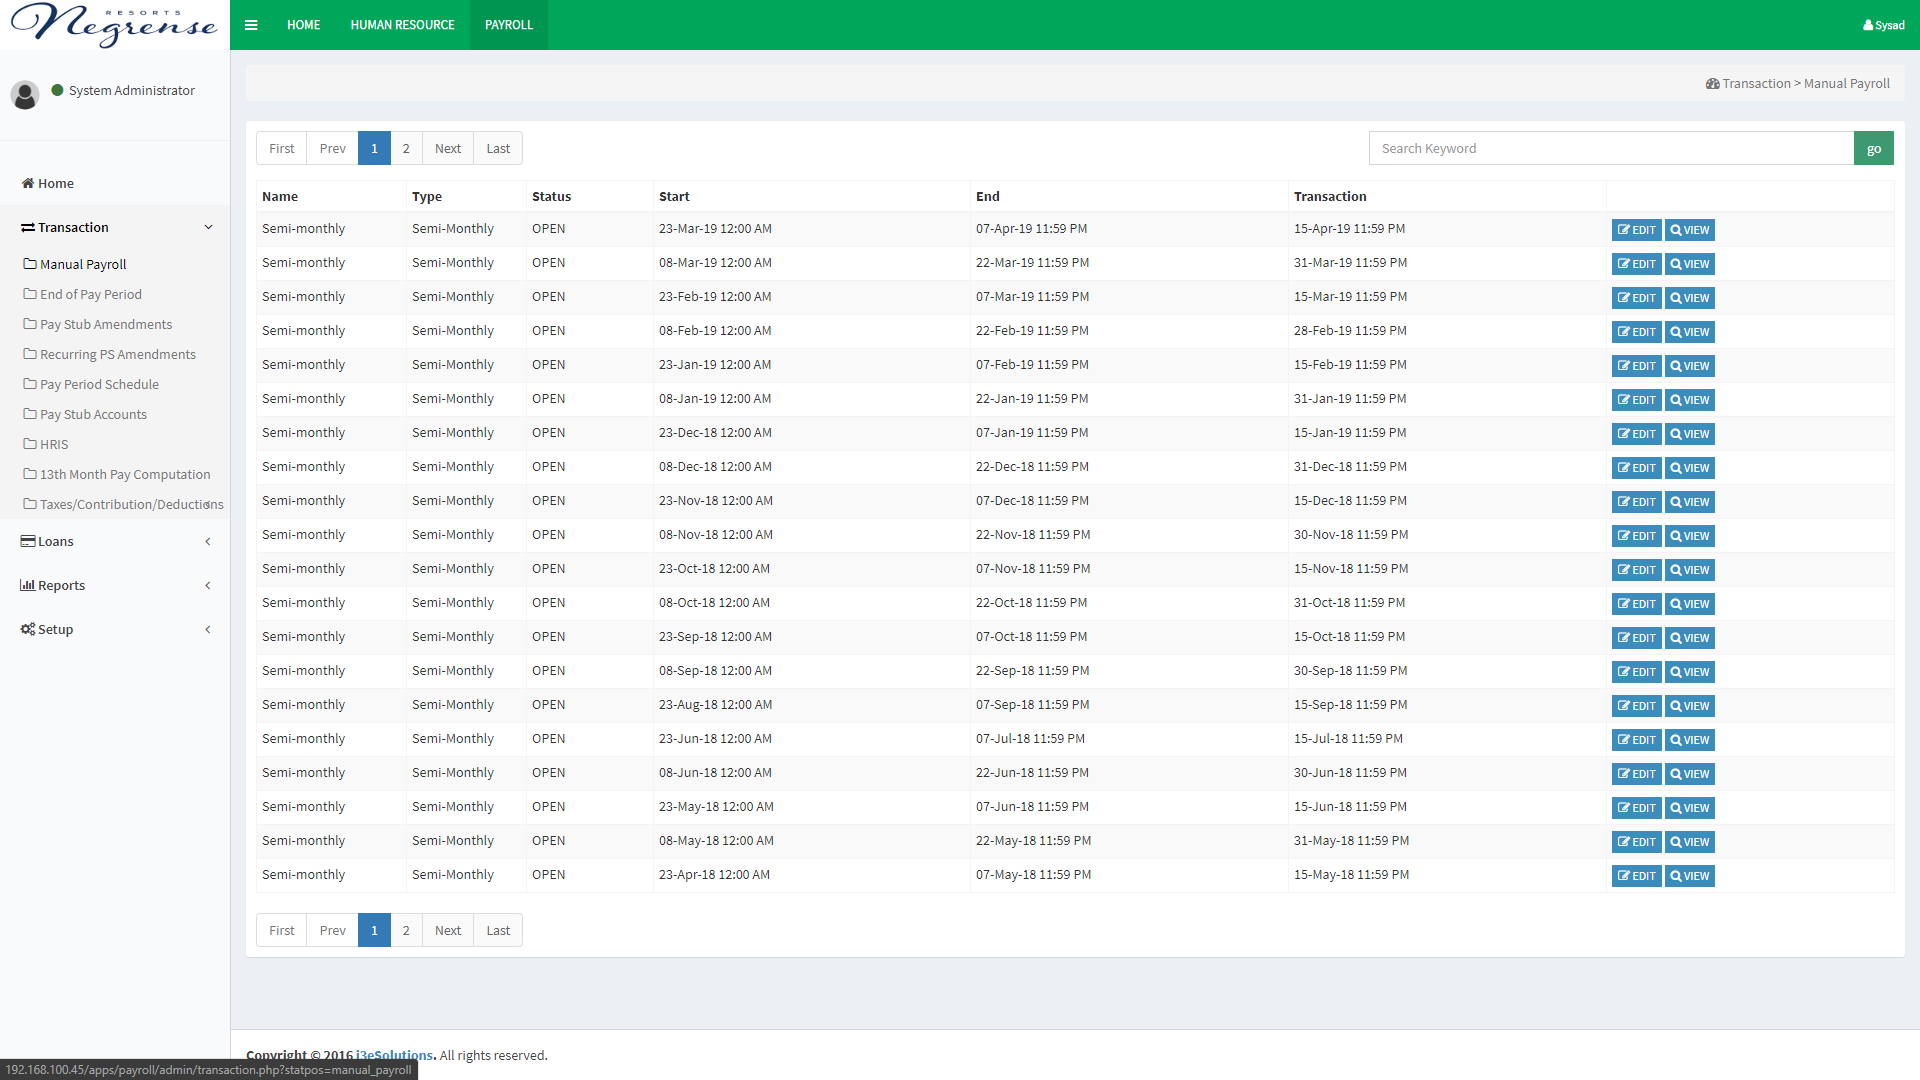 RESORTS
Negrense
HOME HUMAN RESOURCE PAYROLL Sysad
System Administrator
Transaction > Manual Payroll
Home
Transaction
Manual Payroll
End of Pay Period
Pay Stub Amendments
Recurring PS Amendments
Pay Period Schedule
Pay Stub Accounts
HRIS
13th Month Pay Computation
Taxes/Contribution/Deductions
Loans
Reports
Setup
First Prev 1 2 Next Last Search Keyword go
Name Type Status Start End Transaction
Semi-monthly Semi-Monthly OPEN 23-Mar-19 12:00 AM 07-Apr-19 11:59 PM 15-Apr-19 11:59 PM EDIT VIEW
Semi-monthly Semi-Monthly OPEN 08-Mar-19 12:00 AM 22-Mar-19 11:59 PM 31-Mar-19 11:59 PM EDIT VIEW
Semi-monthly Semi-Monthly OPEN 23-Feb-19 12:00 AM 07-Mar-19 11:59 PM 15-Mar-19 11:59 PM EDIT VIEW
Semi-monthly Semi-Monthly OPEN 08-Feb-19 12:00 AM 22-Feb-19 11:59 PM 28-Feb-19 11:59 PM EDIT VIEW
Semi-monthly Semi-Monthly OPEN 23-Jan-19 12:00 AM 07-Feb-19 11:59 PM 15-Feb-19 11:59 PM EDIT VIEW
Semi-monthly Semi-Monthly OPEN 08-Jan-19 12:00 AM 22-Jan-19 11:59 PM 31-Jan-19 11:59 PM EDIT VIEW
Semi-monthly Semi-Monthly OPEN 23-Dec-18 12:00 AM 07-Jan-19 11:59 PM 15-Jan-19 11:59 PM EDIT VIEW
Semi-monthly Semi-Monthly OPEN 08-Dec-18 12:00 AM 22-Dec-18 11:59 PM 31-Dec-18 11:59 PM EDIT VIEW
Semi-monthly Semi-Monthly OPEN 23-Nov-18 12:00 AM 07-Dec-18 11:59 PM 15-Dec-18 11:59 PM EDIT VIEW
Semi-monthly Semi-Monthly OPEN 08-Nov-18 12:00 AM 22-Nov-18 11:59 PM 30-Nov-18 11:59 PM EDIT VIEW
Semi-monthly Semi-Monthly OPEN 23-Oct-18 12:00 AM 07-Nov-18 11:59 PM 15-Nov-18 11:59 PM EDIT VIEW
Semi-monthly Semi-Monthly OPEN 08-Oct-18 12:00 AM 22-Oct-18 11:59 PM 31-Oct-18 11:59 PM EDIT VIEW
Semi-monthly Semi-Monthly OPEN 23-Sep-18 12:00 AM 07-Oct-18 11:59 PM 15-Oct-18 11:59 PM EDIT VIEW
Semi-monthly Semi-Monthly OPEN 08-Sep-18 12:00 AM 22-Sep-18 11:59 PM 30-Sep-18 11:59 PM EDIT VIEW
Semi-monthly Semi-Monthly OPEN 23-Aug-18 12:00 AM 07-Sep-18 11:59 PM 15-Sep-18 11:59 PM EDIT VIEW
Semi-monthly Semi-Monthly OPEN 23-Jun-18 12:00 AM 07-Jul-18 11:59 PM 15-Jul-18 11:59 PM EDIT VIEW
Semi-monthly Semi-Monthly OPEN 08-Jun-18 12:00 AM 22-Jun-18 11:59 PM 30-Jun-18 11:59 PM EDIT VIEW
Semi-monthly Semi-Monthly OPEN 23-May-18 12:00 AM 07-Jun-18 11:59 PM 15-Jun-18 11:59 PM EDIT VIEW
Semi-monthly Semi-Monthly OPEN 08-May-18 12:00 AM 22-May-18 11:59 PM 31-May-18 11:59 PM EDIT VIEW
Semi-monthly Semi-Monthly OPEN 23-Apr-18 12:00 AM 07-May-18 11:59 PM 15-May-18 11:59 PM EDIT VIEW
First Prev 1 2 Next Last
Copyright © 2016 i3eSolutions. All rights reserved.
192.168.100.45/apps/payroll/admin/transaction.php?statpos=manual_payroll